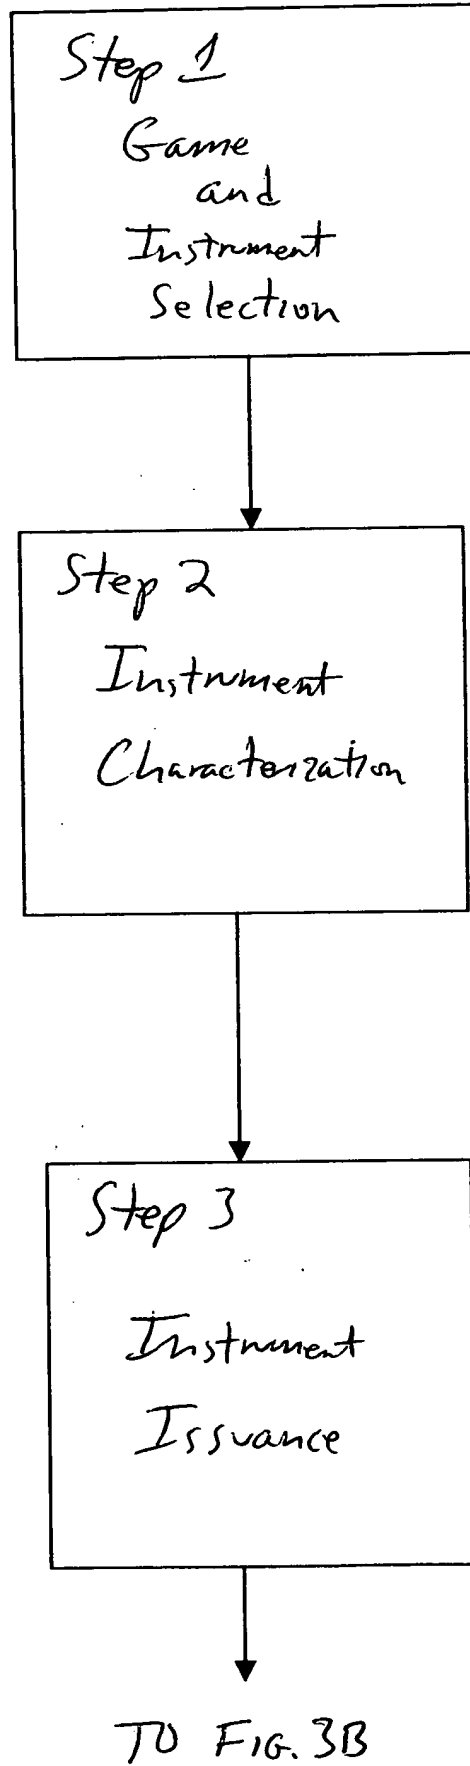 Step 1
Game
and
Instrument
Selection
Step 2
Instrument
Characterization
Step 3
Instrument
Issuance
TO FIG. 3B